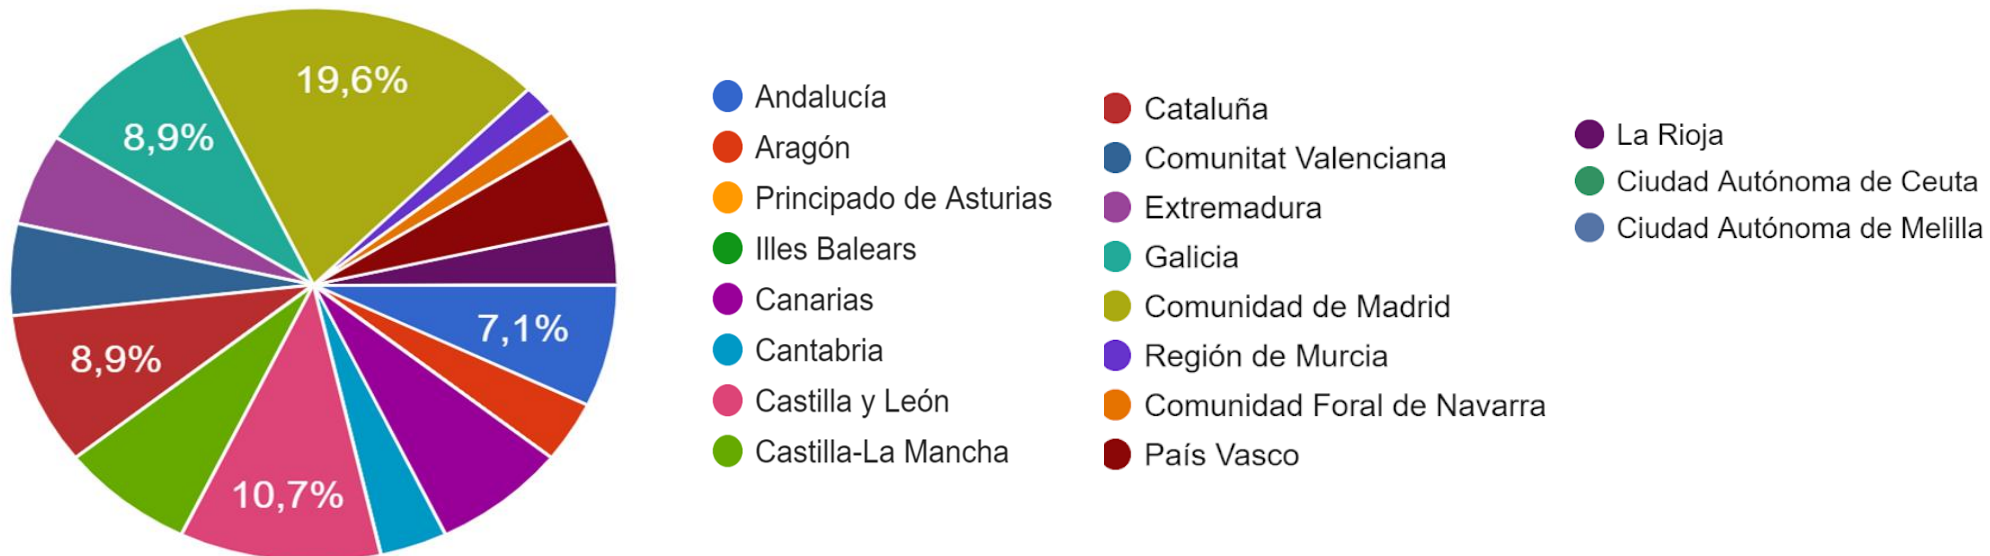 19,6%
8,9%
7,1%
8,9%
10,7%
Andalucía
Aragón
Principado de Asturias
Illes Balears
Canarias
Cantabria
Castilla y León
Castilla-La Mancha
Cataluña
Comunitat Valenciana
Extremadura
Galicia
Comunidad de Madrid
Región de Murcia
Comunidad Foral de Navarra
País Vasco
La Rioja
Ciudad Autónoma de Ceuta
Ciudad Autónoma de Melilla